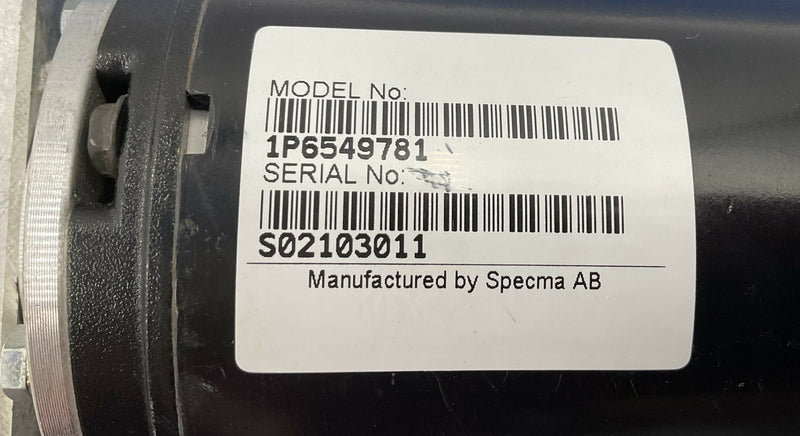 MODEL No:
1P6549781
SERIAL No:
S02103011
Manufactured by Specma AB